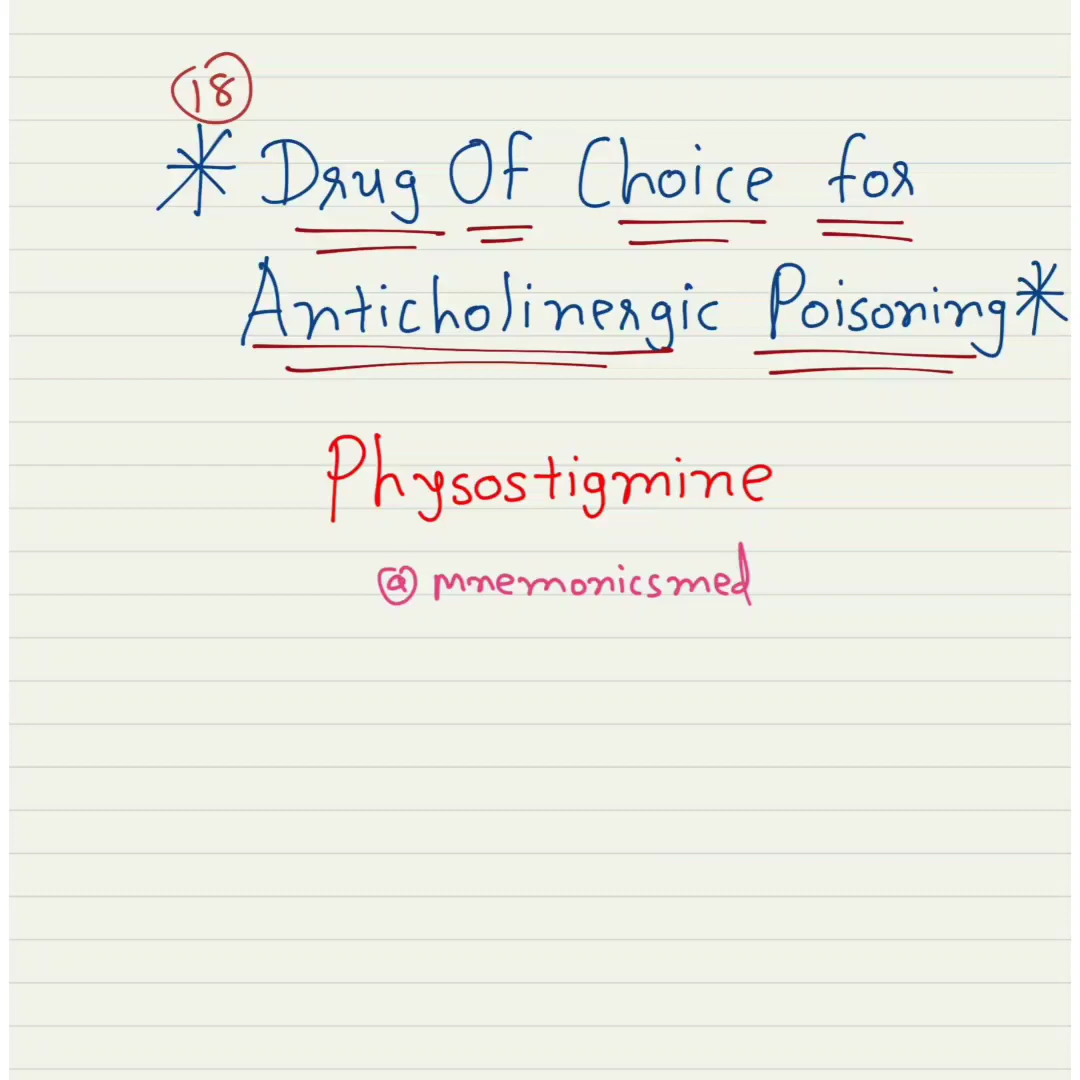 18
* Drug Of Choice for
Anticholinergic Poisoning *
Physostigmine
@mnemonicsmed